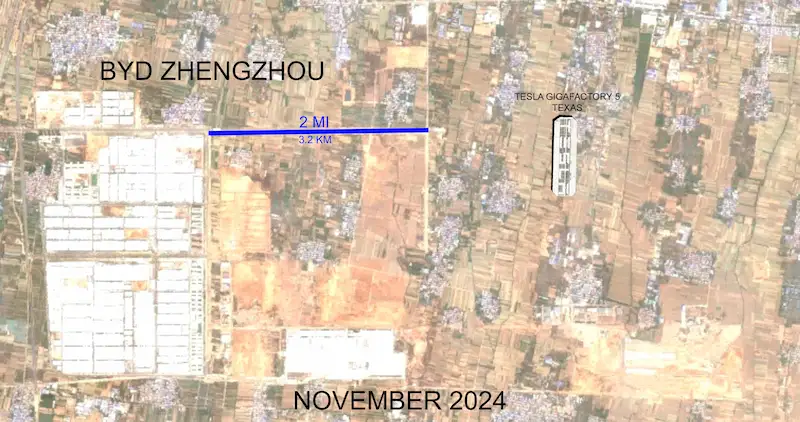 BYD ZHENGZHOU
TESLA GIGAFACTORY 5
TEXAS
2 MI
3.2 KM
NOVEMBER 2024